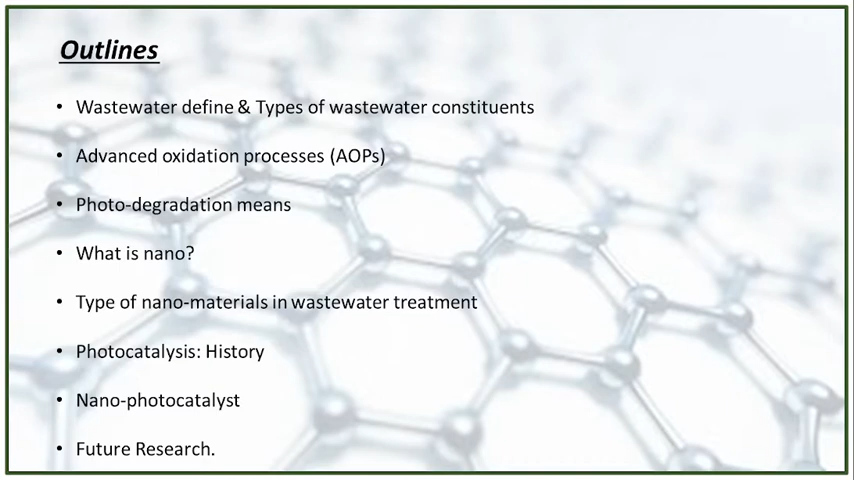 Outlines
• Wastewater define & Types of wastewater constituents
• Advanced oxidation processes (AOPs)
• Photo-degradation means
• What is nano?
• Type of nano-materials in wastewater treatment
• Photocatalysis: History
• Nano-photocatalyst
• Future Research.